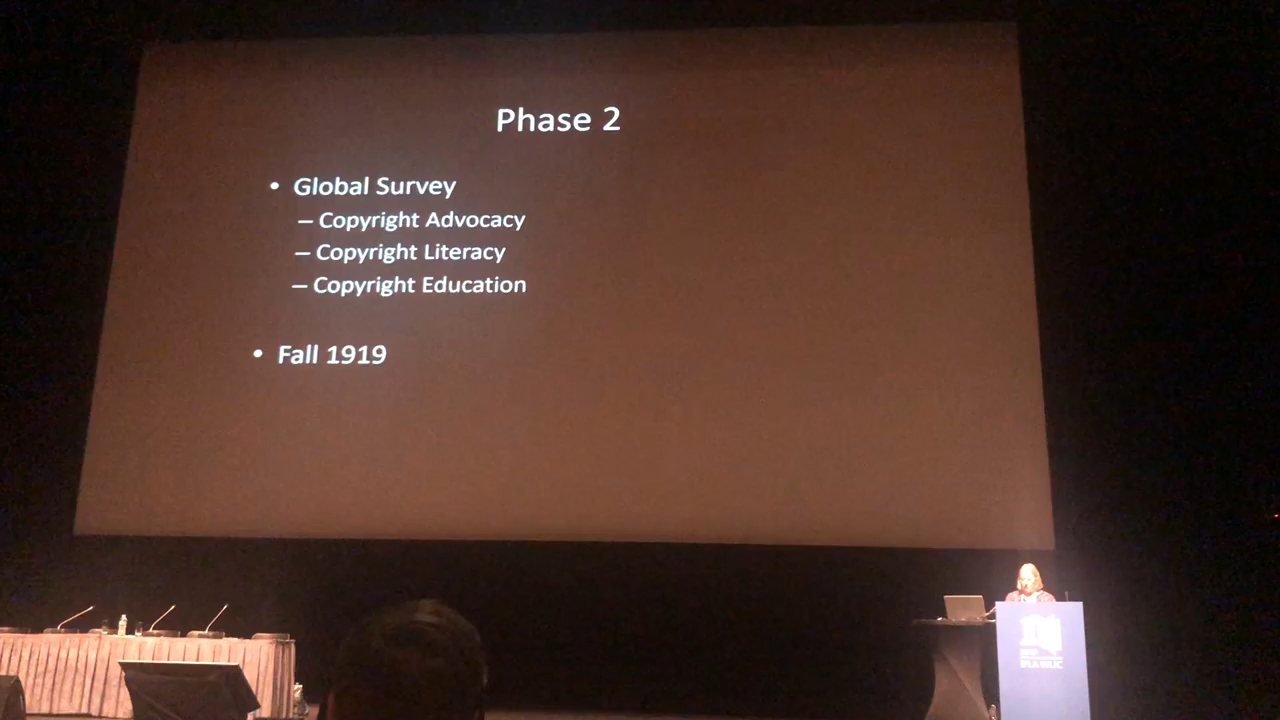 Phase 2
• Global Survey
– Copyright Advocacy
– Copyright Literacy
– Copyright Education
• Fall 1919